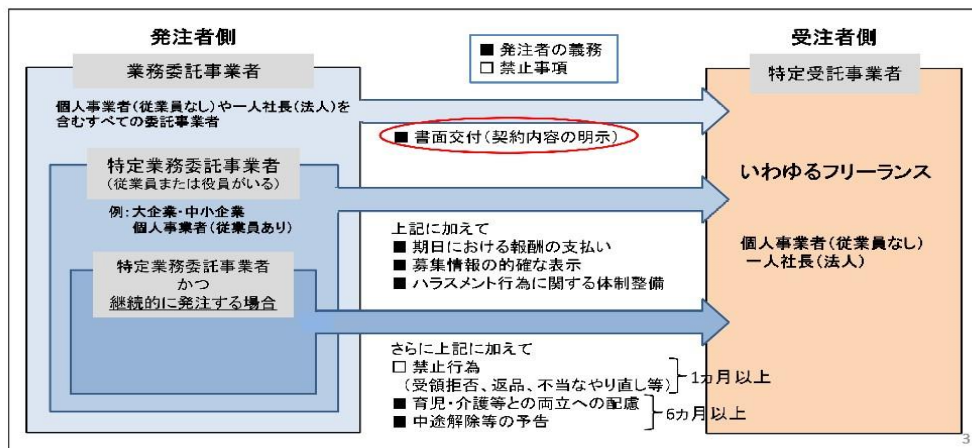 発注者側
業務委託事業者
個人事業者(従業員なし)や一人社長(法人)を
含むすべての委託事業者
特定業務委託事業者
(従業員または役員がいる)
例:大企業・中小企業
個人事業者(従業員あり)
特定業務委託事業者
かつ
継続的に発注する場合
■ 発注者の義務
□ 禁止事項
■ 書面交付(契約内容の明示)
上記に加えて
■ 期日における報酬の支払い
■ 募集情報的確な表示
■ ハラスメント行為に関する体制整備
さらに上記に加えて
□ 禁止行為
(受領拒否、返品、不当なやり直し等)
1ヵ月以上
■ 育児・介護等との両立への配慮
■ 中途解除等の予告
6ヵ月以上
受注者側
特定受託事業者
いわゆるフリーランス
個人事業者(従業員なし)
一人社長(法人)
3